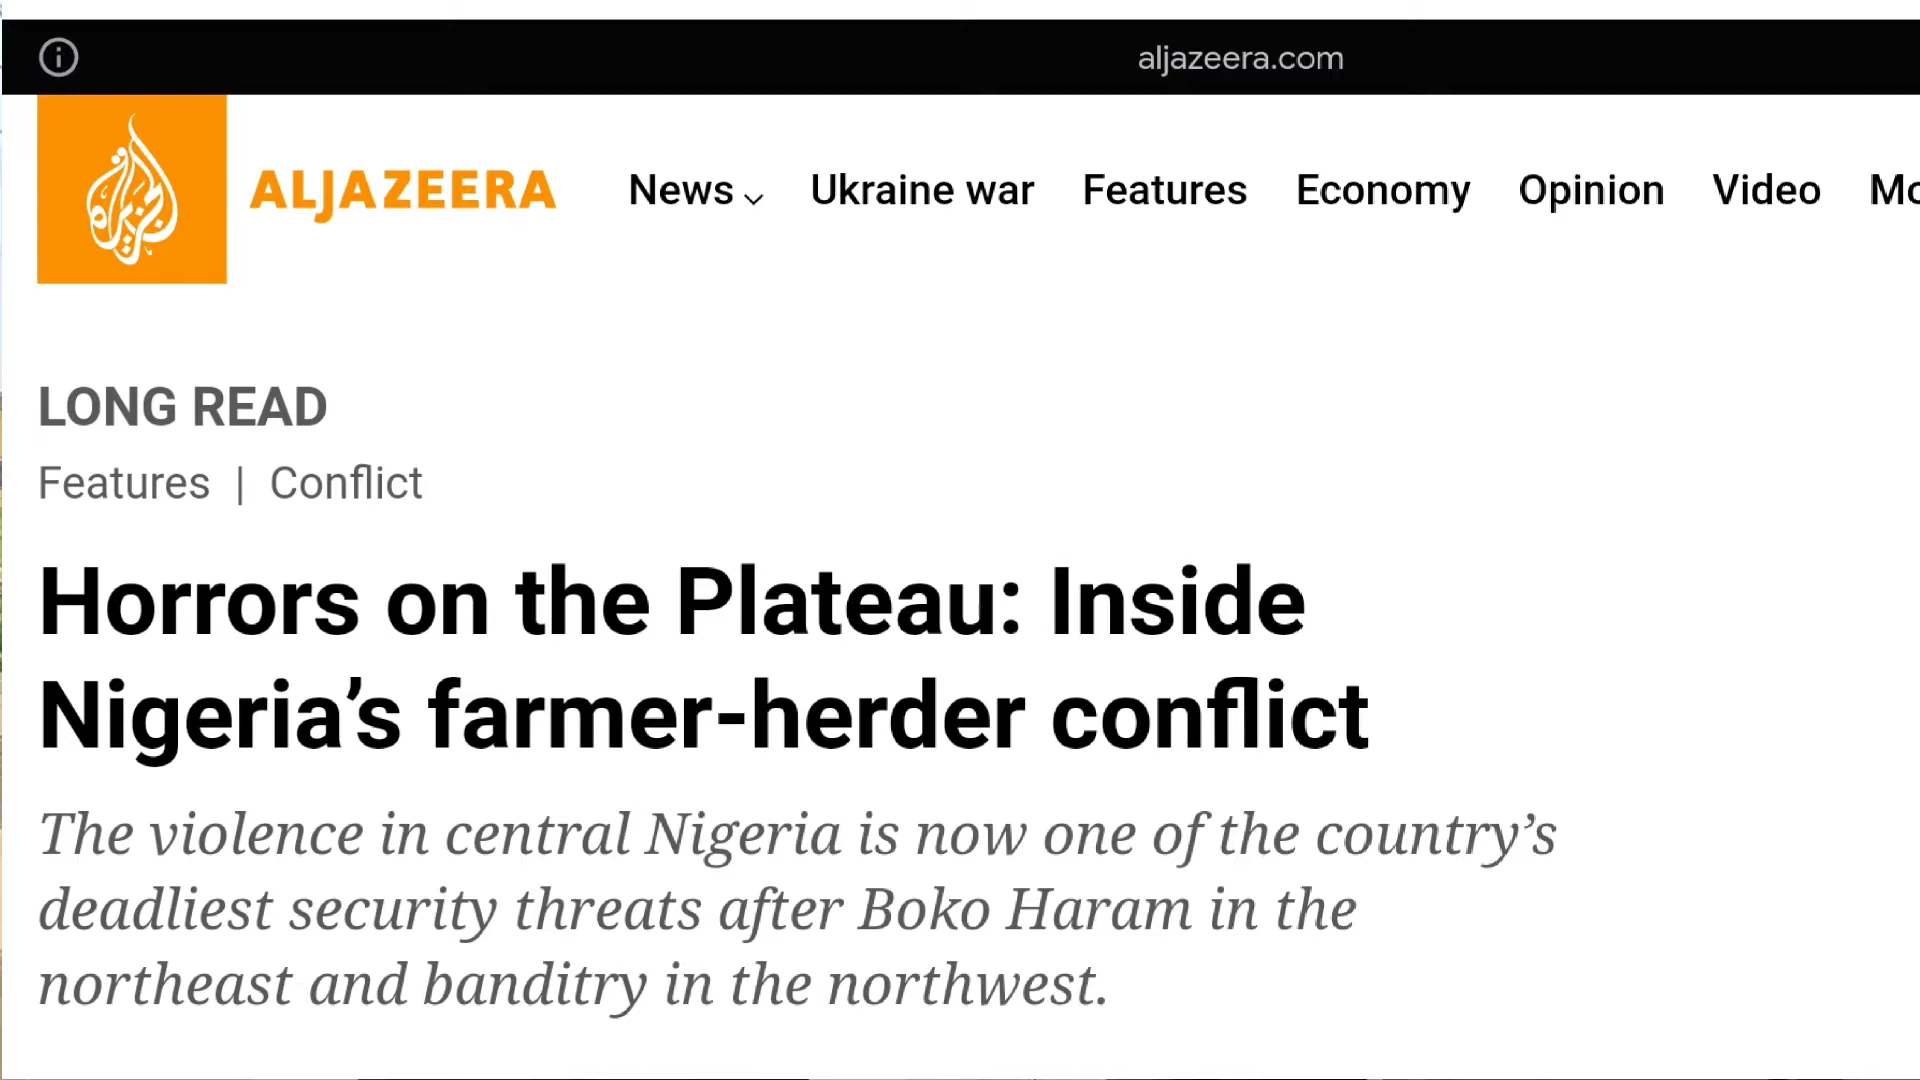 aljazeera.com
ALJAZEERA
News Ukraine war Features Economy Opinion Video Mo
LONG READ
Features | Conflict
Horrors on the Plateau: Inside
Nigeria’s farmer-herder conflict
The violence in central Nigeria is now one of the country’s
deadliest security threats after Boko Haram in the
northeast and banditry in the northwest.